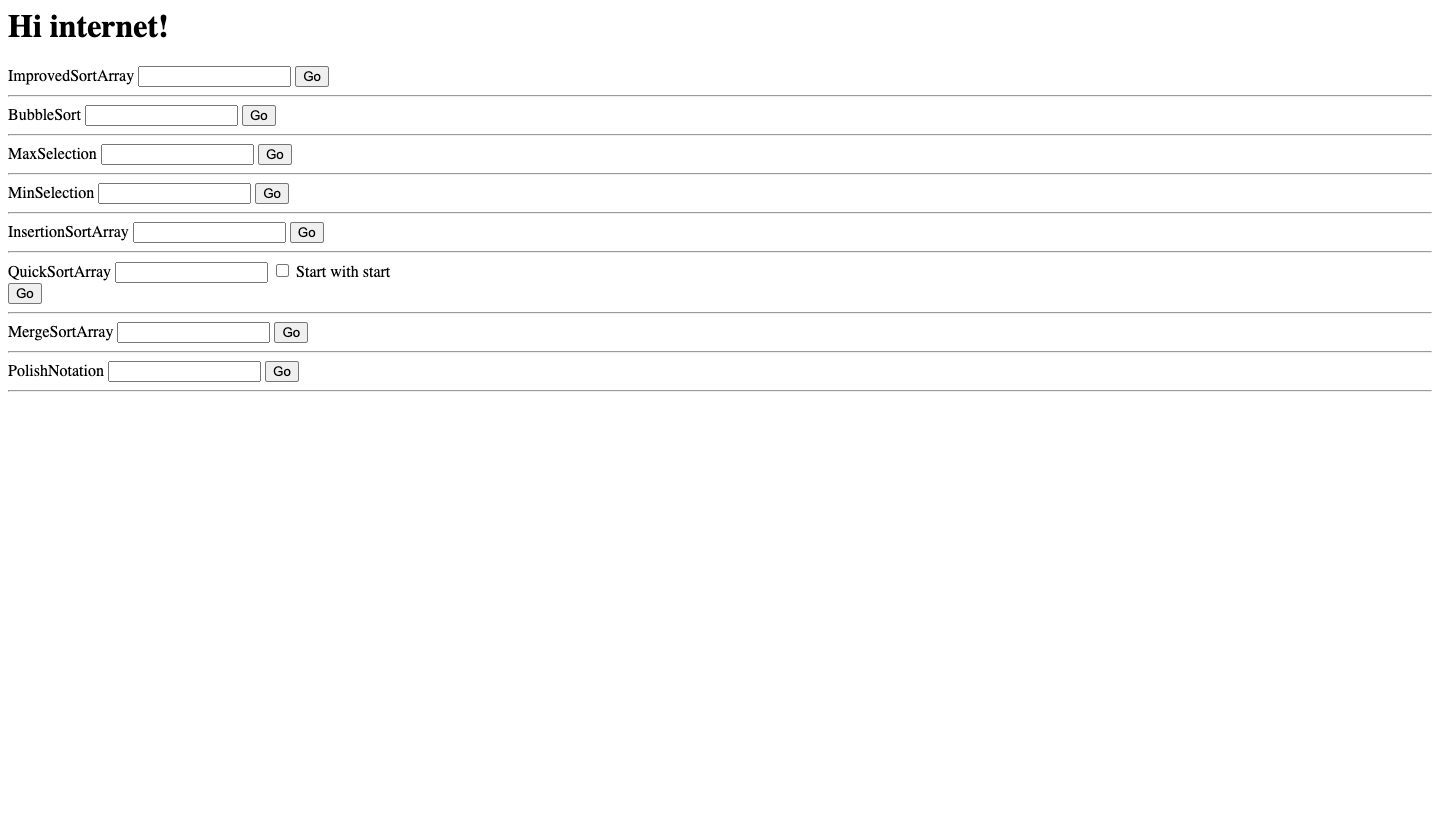 Hi internet!
ImprovedSortArray Go
BubbleSort Go
MaxSelection Go
MinSelection Go
InsertionSortArray Go
QuickSortArray Start with start
Go
MergeSortArray Go
PolishNotation Go